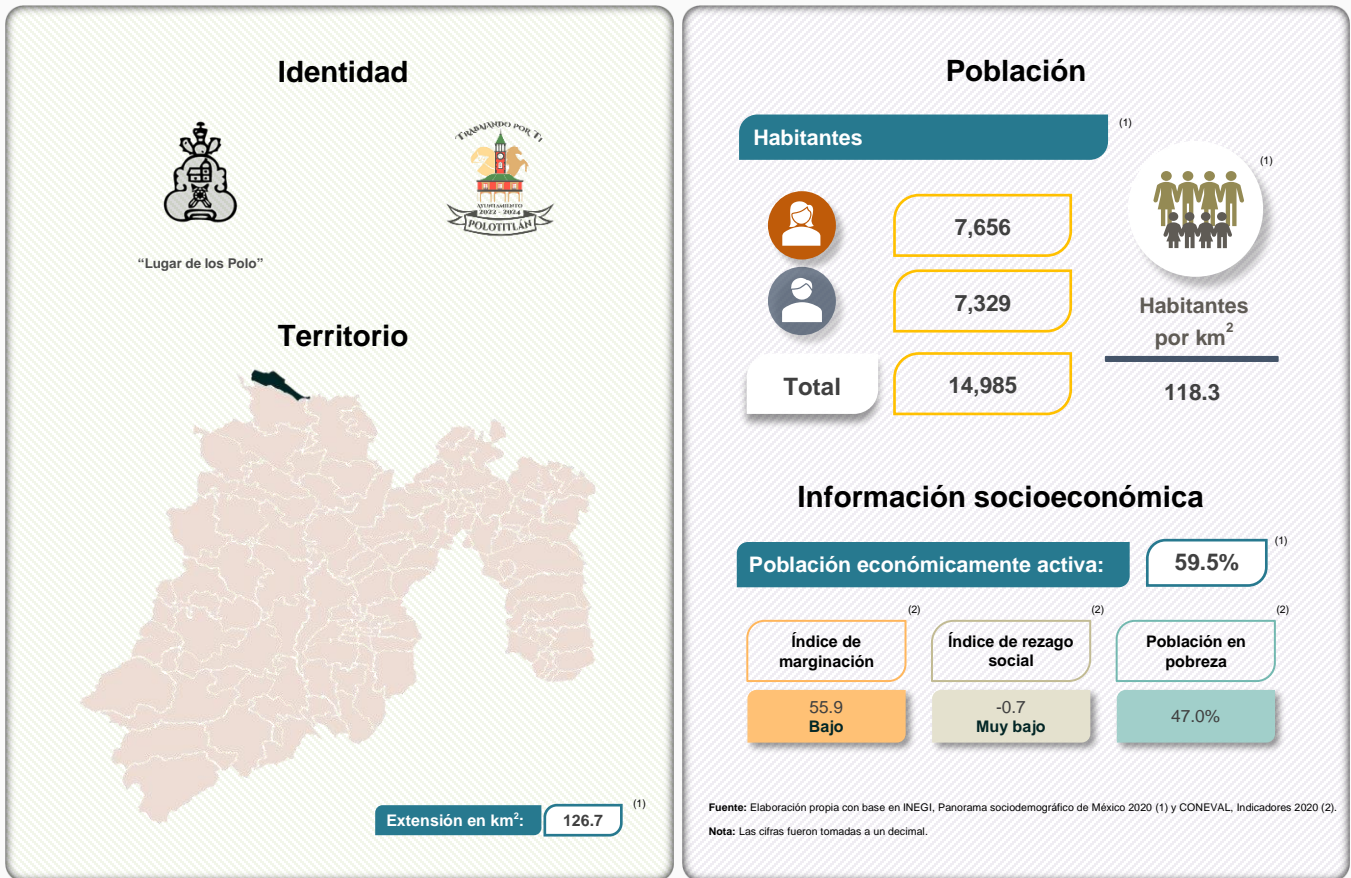 Identidad
TRABAJANDO POR TI
AYUNTAMIENTO
2022 - 2024
POLOTITLÁN
“Lugar de los Polo”
Territorio
Extensión en km²:
126.7
(1)
Población
Habitantes
(1)
7,656
7,329
Total
14,985
(1)
Habitantes
por km²
118.3
Información socioeconómica
Población económicamente activa:
59.5%
(1)
(2)
Índice de
marginación
55.9
Bajo
(2)
Índice de rezago
social
-0.7
Muy bajo
(2)
Población en
pobreza
47.0%
Fuente: Elaboración propia con base en INEGI, Panorama sociodemográfico de México 2020 (1) y CONEVAL, Indicadores 2020 (2).
Nota: Las cifras fueron tomadas a un decimal.